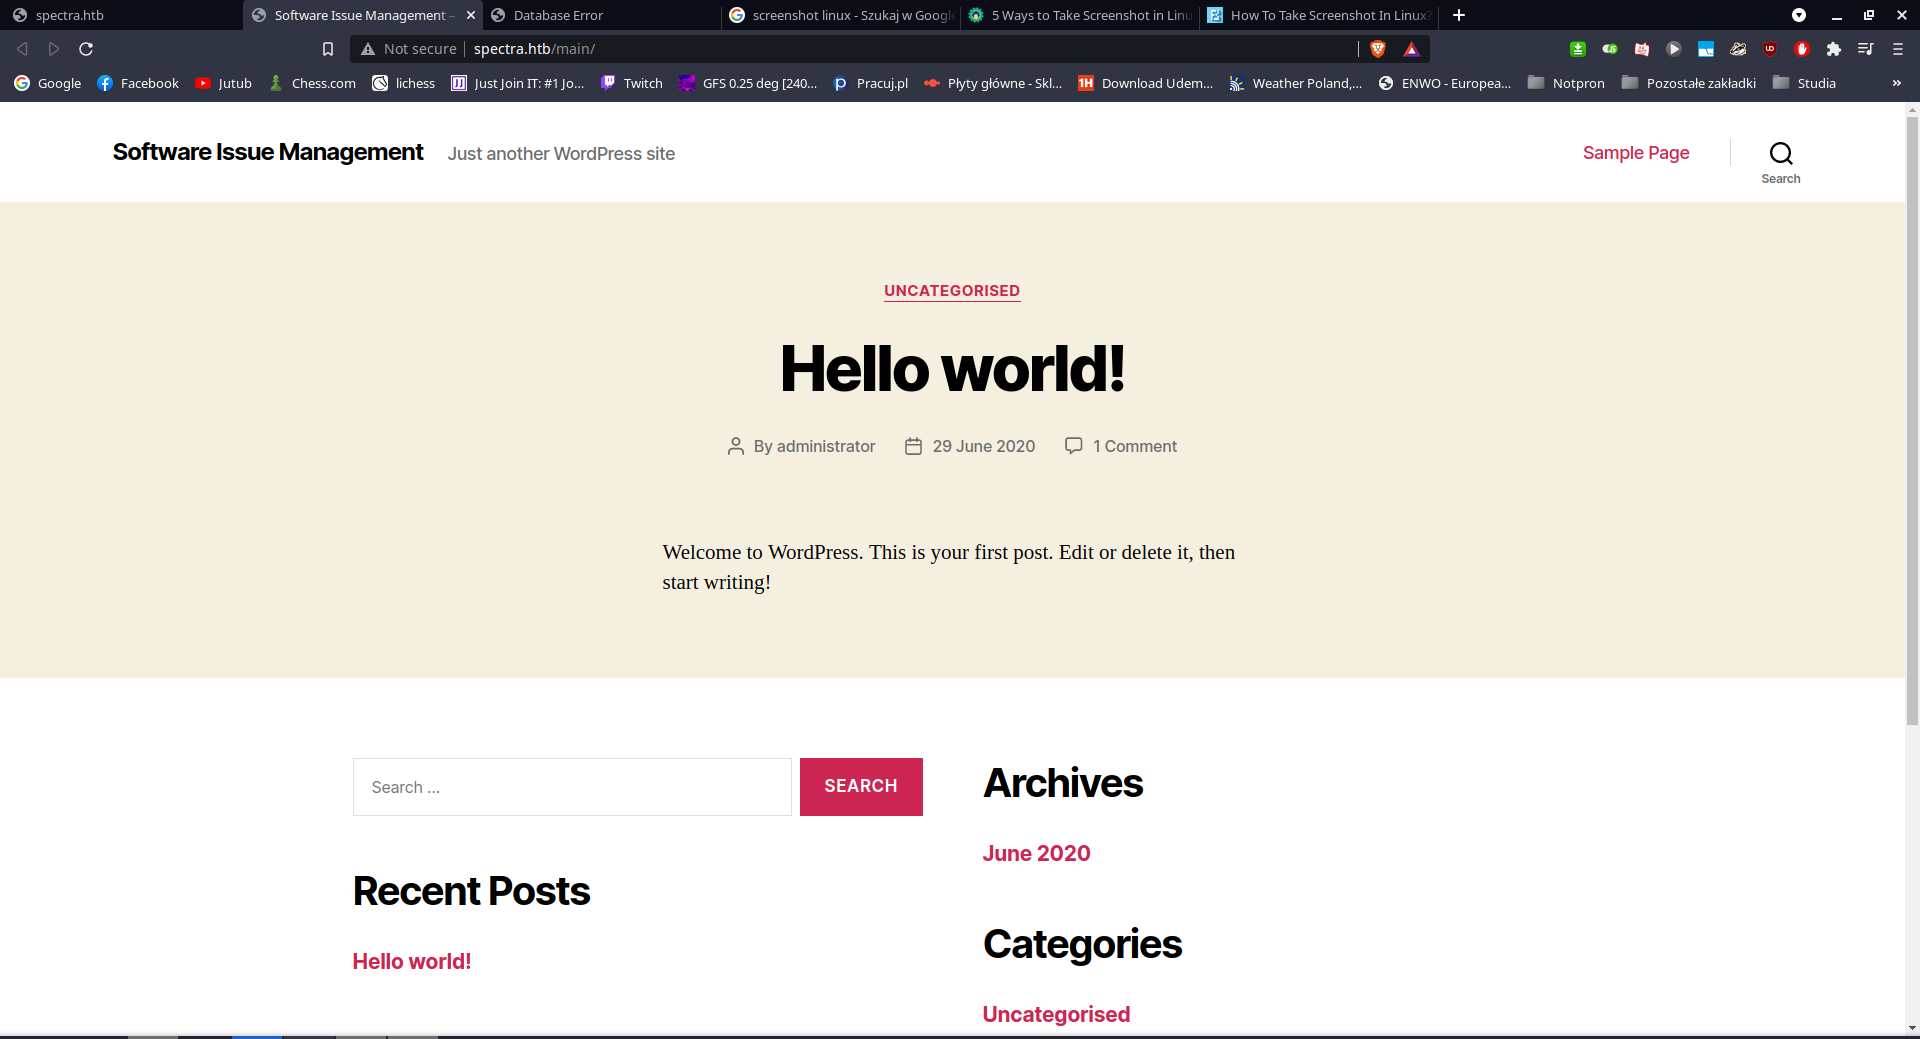 spectra.htb
Software Issue Management –
Database Error
screenshot linux - Szukaj w Google
5 Ways to Take Screenshot in Linu
How To Take Screenshot In Linux?
Not secure
spectra.htb/main/
Google
Facebook
Jutub
Chess.com
lichess
Just Join IT: #1 Jo...
Twitch
GFS 0.25 deg [240...
Pracuj.pl
Płyty główne - Skl...
Download Udem...
Weather Poland,...
ENWO - Europea...
Notpron
Pozostałe zakładki
Studia
»
Software Issue Management
Just another WordPress site
Sample Page
Search
UNCATEGORISED
Hello world!
By administrator
29 June 2020
1 Comment
Welcome to WordPress. This is your first post. Edit or delete it, then
start writing!
Search ...
SEARCH
Archives
June 2020
Recent Posts
Hello world!
Categories
Uncategorised